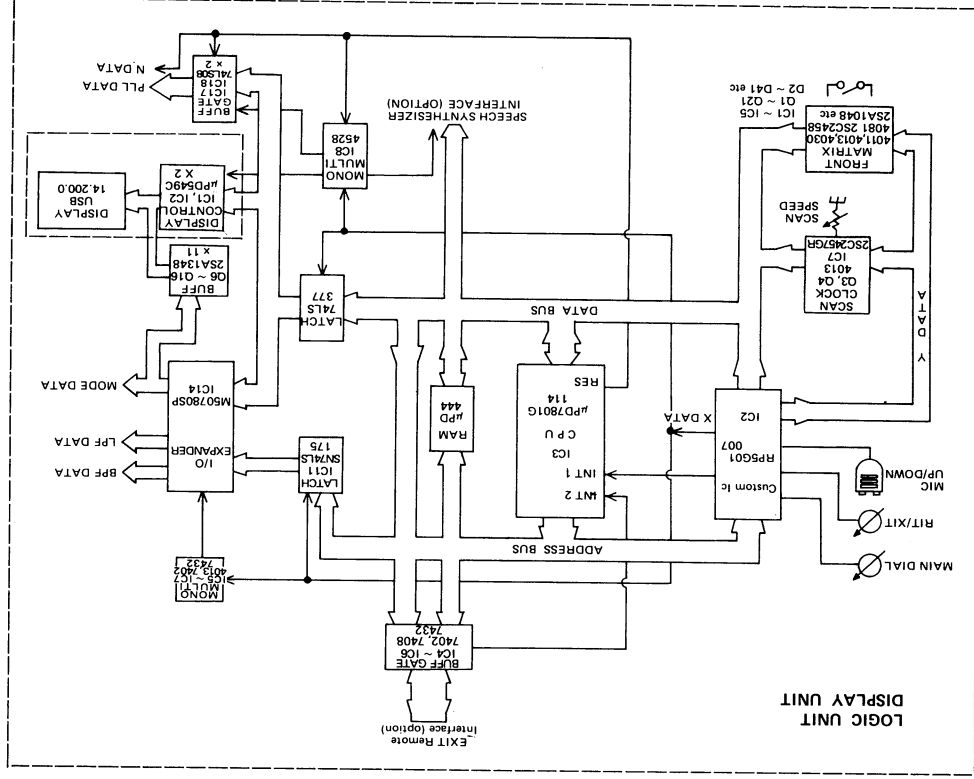 LOGIC UNIT
DISPLAY UNIT
EXIT Remote
Interface (option)
BUFF GATE
IC4 ~ IC6
7402, 7408
7432
MAIN DIAL
RIT/XIT
MIC
UP/DOWN
Custom Ic
RP5G01
007
IC2
X DATA
Y DATA
ADDRESS BUS
INT 2
INT 1
IC3
C P U
μPD7801G
114
RES
RAM
μPD
444
DATA BUS
MONO
MULTI
IC5 ~ IC7
4013, 7402
7432
LATCH
IC11
SN74LS
175
I/O
EXPANDER
IC14
M50780SP
BPF DATA
LPF DATA
MODE DATA
LATCH
74LS
377
BUFF
Q6 ~ Q16
2SA1348
× 11
SCAN
CLOCK
Q3, Q4
4013
IC7
2SC2457GR
SCAN
SPEED
FRONT
MATRIX
4011,4013,4030
4081 2SC2458
2SA1048 etc
IC1 ~ IC5
Q1 ~ Q21
D2 ~ D41 etc
DISPLAY
CONTROL
IC1, IC2
μPD549C
× 2
DISPLAY
USB
14.200.0
MONO
MULTI
IC8
4528
SPEECH SYNTHESIZER
INTERFACE (OPTION)
BUFF
GATE
IC17
IC18
74LS08
× 2
PLL DATA
N. DATA